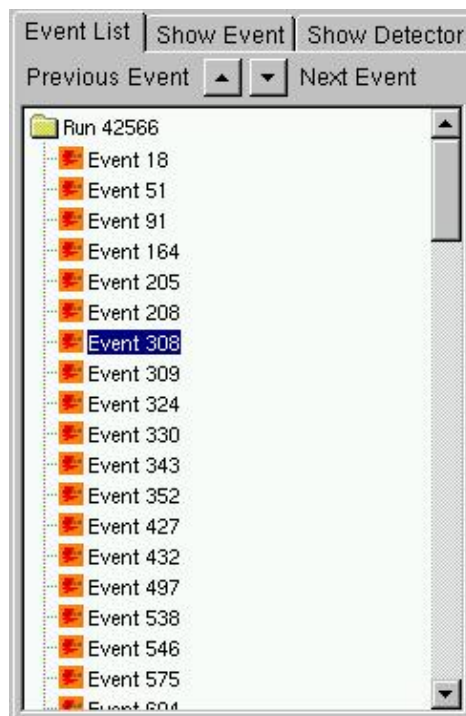 Event List Show Event Show Detector
Previous Event Next Event
Run 42566
Event 18
Event 51
Event 91
Event 164
Event 205
Event 208
Event 308
Event 309
Event 324
Event 330
Event 343
Event 352
Event 427
Event 432
Event 497
Event 538
Event 546
Event 575
Event 604